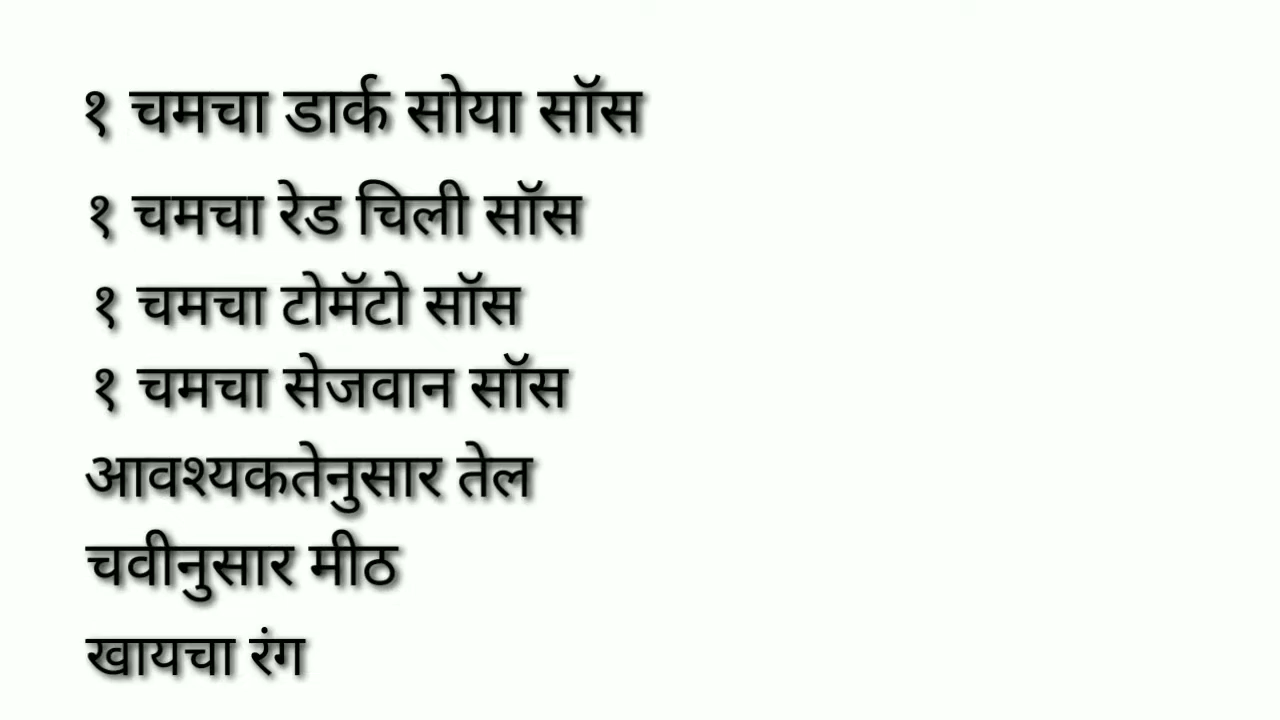 १ चमचा डार्क सोया सॉस
१ चमचा रेड चिली सॉस
१ चमचा टोमॅटो सॉस
१ चमचा सेजवान सॉस
आवश्यकतेनुसार तेल
चवीनुसार मीठ
खायचा रंग